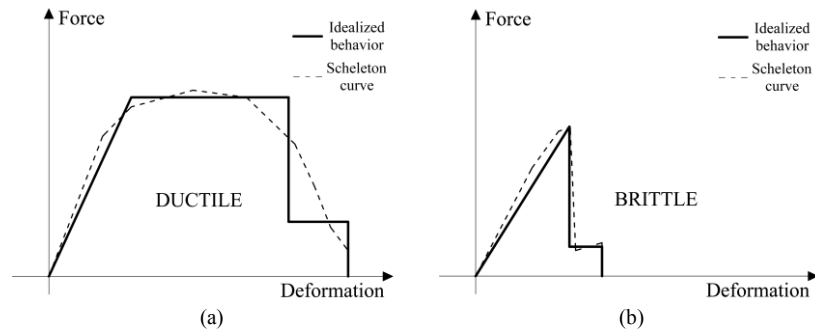 Force
Idealized
behavior
Scheleton
curve
DUCTILE
Deformation
(a)
Force
Idealized
behavior
Scheleton
curve
BRITTLE
Deformation
(b)